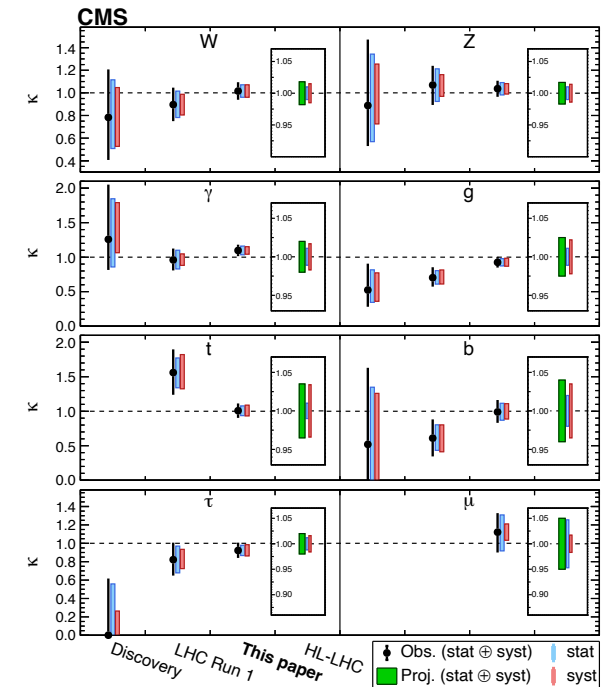 CMS
W
Z
κ
1.4
1.2
1.0
0.8
0.6
0.4
1.05
1.00
0.95
1.05
1.00
0.95
γ
g
κ
2.0
1.5
1.0
0.5
0.0
1.05
1.00
0.95
1.05
1.00
0.95
t
b
κ
2.0
1.5
1.0
0.5
0.0
1.05
1.00
0.95
1.05
1.00
0.95
τ
μ
κ
1.4
1.2
1.0
0.8
0.6
0.4
0.2
0.0
1.05
1.00
0.95
0.90
1.05
1.00
0.95
0.90
Discovery
LHC Run 1
This paper
HL-LHC
Obs. (stat ⊕ syst)
stat
Proj. (stat ⊕ syst)
syst